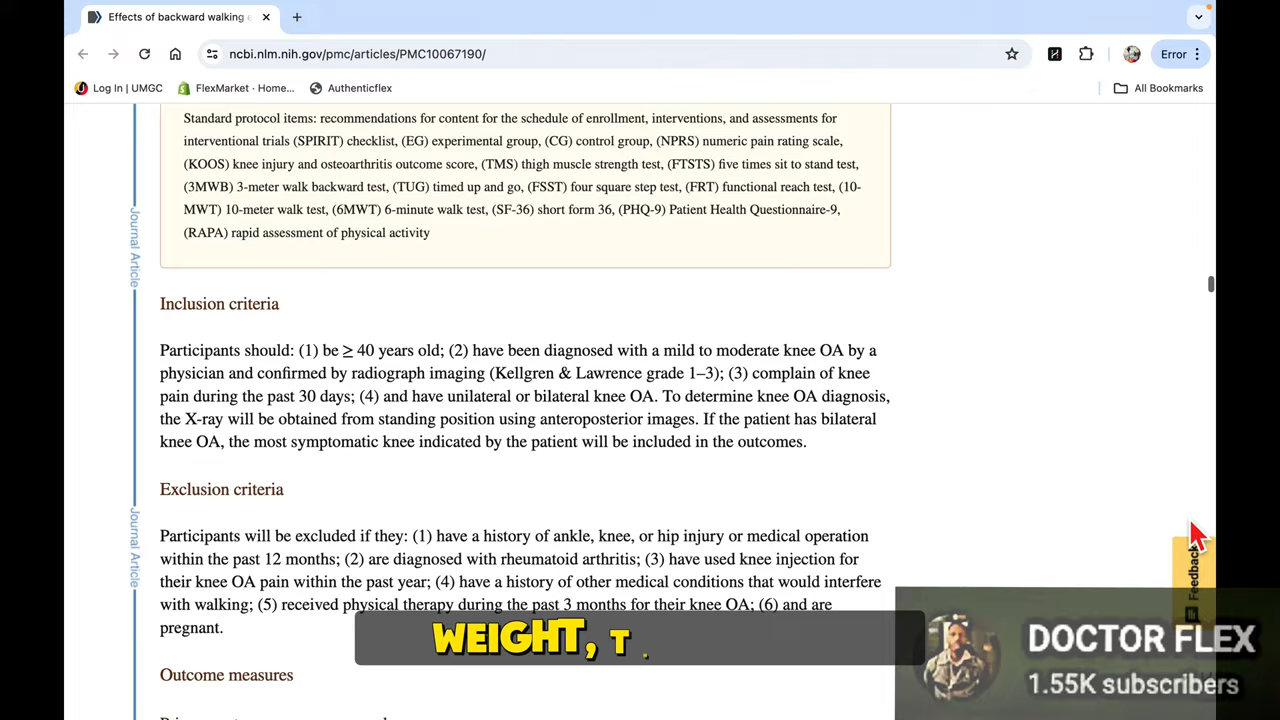 Effects of backward walking
ncbi.nlm.nih.gov/pmc/articles/PMC10067190/
Error
Log In | UMGC
FlexMarket · Home...
Authenticflex
All Bookmarks
Standard protocol items: recommendations for content for the schedule of enrollment, interventions, and assessments for
interventional trials (SPIRIT) checklist, (EG) experimental group, (CG) control group, (NPRS) numeric pain rating scale,
(KOOS) knee injury and osteoarthritis outcome score, (TMS) thigh muscle strength test, (FTSTS) five times sit to stand test,
(3MWB) 3-meter walk backward test, (TUG) timed up and go, (FSST) four square step test, (FRT) functional reach test, (10-
MWT) 10-meter walk test, (6MWT) 6-minute walk test, (SF-36) short form 36, (PHQ-9) Patient Health Questionnaire-9,
(RAPA) rapid assessment of physical activity
Journal Article
Inclusion criteria
Participants should: (1) be ≥ 40 years old; (2) have been diagnosed with a mild to moderate knee OA by a
physician and confirmed by radiograph imaging (Kellgren & Lawrence grade 1–3); (3) complain of knee
pain during the past 30 days; (4) and have unilateral or bilateral knee OA. To determine knee OA diagnosis,
the X-ray will be obtained from standing position using anteroposterior images. If the patient has bilateral
knee OA, the most symptomatic knee indicated by the patient will be included in the outcomes.
Exclusion criteria
Journal Article
Participants will be excluded if they: (1) have a history of ankle, knee, or hip injury or medical operation
within the past 12 months; (2) are diagnosed with rheumatoid arthritis; (3) have used knee injection for
their knee OA pain within the past year; (4) have a history or other medical conditions that would interfere
with walking; (5) received physical therapy during the past 3 months for their knee OA; (6) and are
pregnant.
Feedback
WEIGHT, T
DOCTOR FLEX
1.55K subscribers
Outcome measures